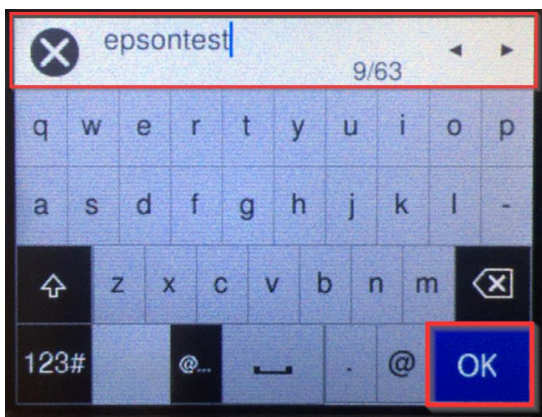 epsontest
9/63
q w e r t y u i o p
a s d f g h j k l -
z x c v b n m
123# @... . @ OK